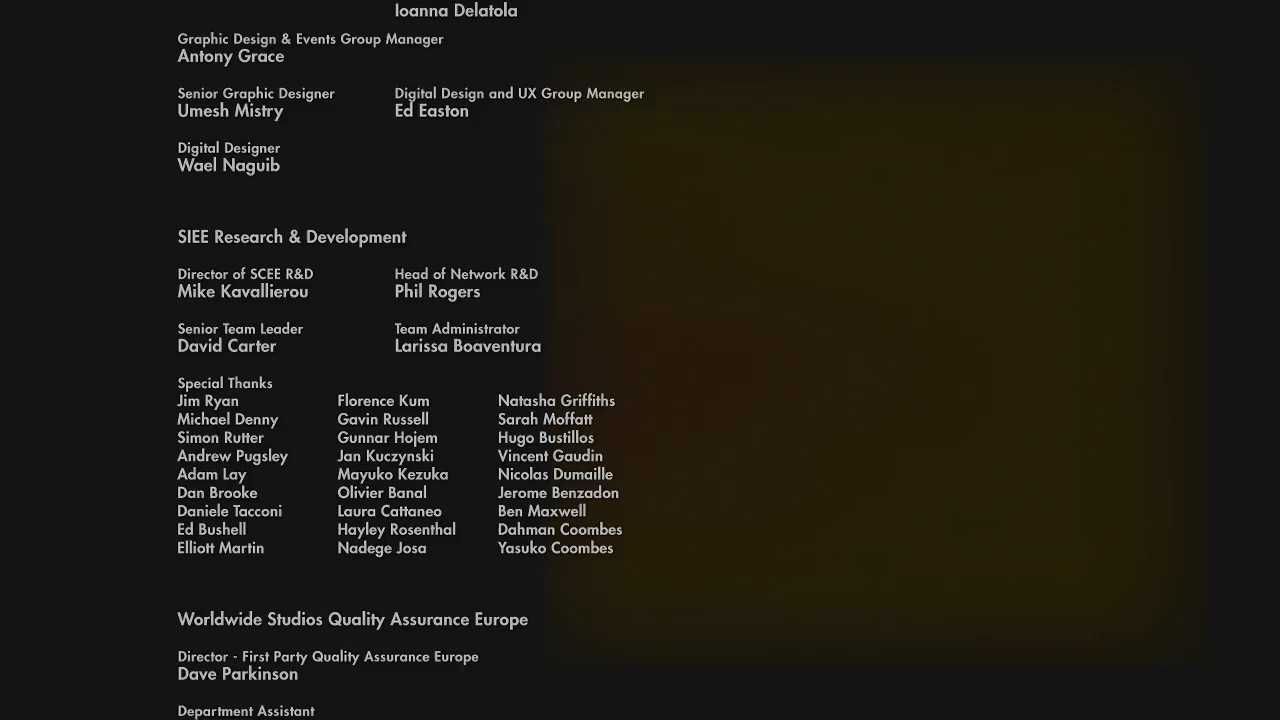 Ioanna Delatola
Graphic Design & Events Group Manager
Antony Grace
Senior Graphic Designer Digital Design and UX Group Manager
Umesh Mistry Ed Easton
Digital Designer
Wael Naguib
SIEE Research & Development
Director of SCEE R&D Head of Network R&D
Mike Kavallierou Phil Rogers
Senior Team Leader Team Administrator
David Carter Larissa Boaventura
Special Thanks
Jim Ryan Florence Kum Natasha Griffiths
Michael Denny Gavin Russell Sarah Moffatt
Simon Rutter Gunnar Hojem Hugo Bustillos
Andrew Pugsley Jan Kuczynski Vincent Gaudin
Adam Lay Mayuko Kezuka Nicolas Dumaille
Dan Brooke Olivier Banal Jerome Benzadon
Daniele Tacconi Laura Cattaneo Ben Maxwell
Ed Bushell Hayley Rosenthal Dahman Coombes
Elliott Martin Nadege Josa Yasuko Coombes
Worldwide Studios Quality Assurance Europe
Director - First Party Quality Assurance Europe
Dave Parkinson
Department Assistant